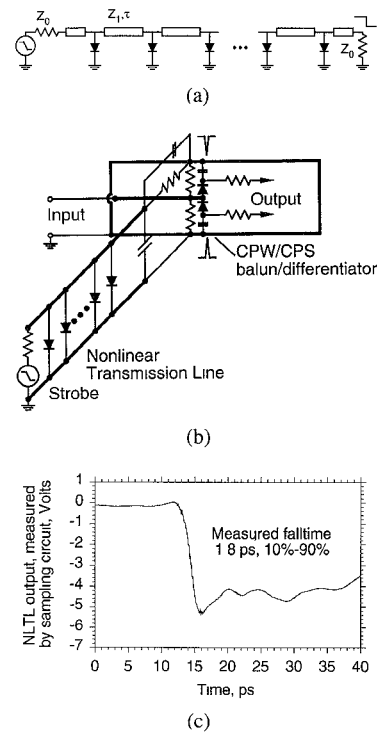 Z0
Z1,τ
Z0
(a)
Input
Output
CPW/CPS
balun/differentiator
Nonlinear
Transmission Line
Strobe
(b)
NLTL output, measured
by sampling circuit, Volts
1
0
-1
-2
-3
-4
-5
-6
-7
Measured falltime
1 8 ps, 10%-90%
0 5 10 15 20 25 30 35 40
Time, ps
(c)